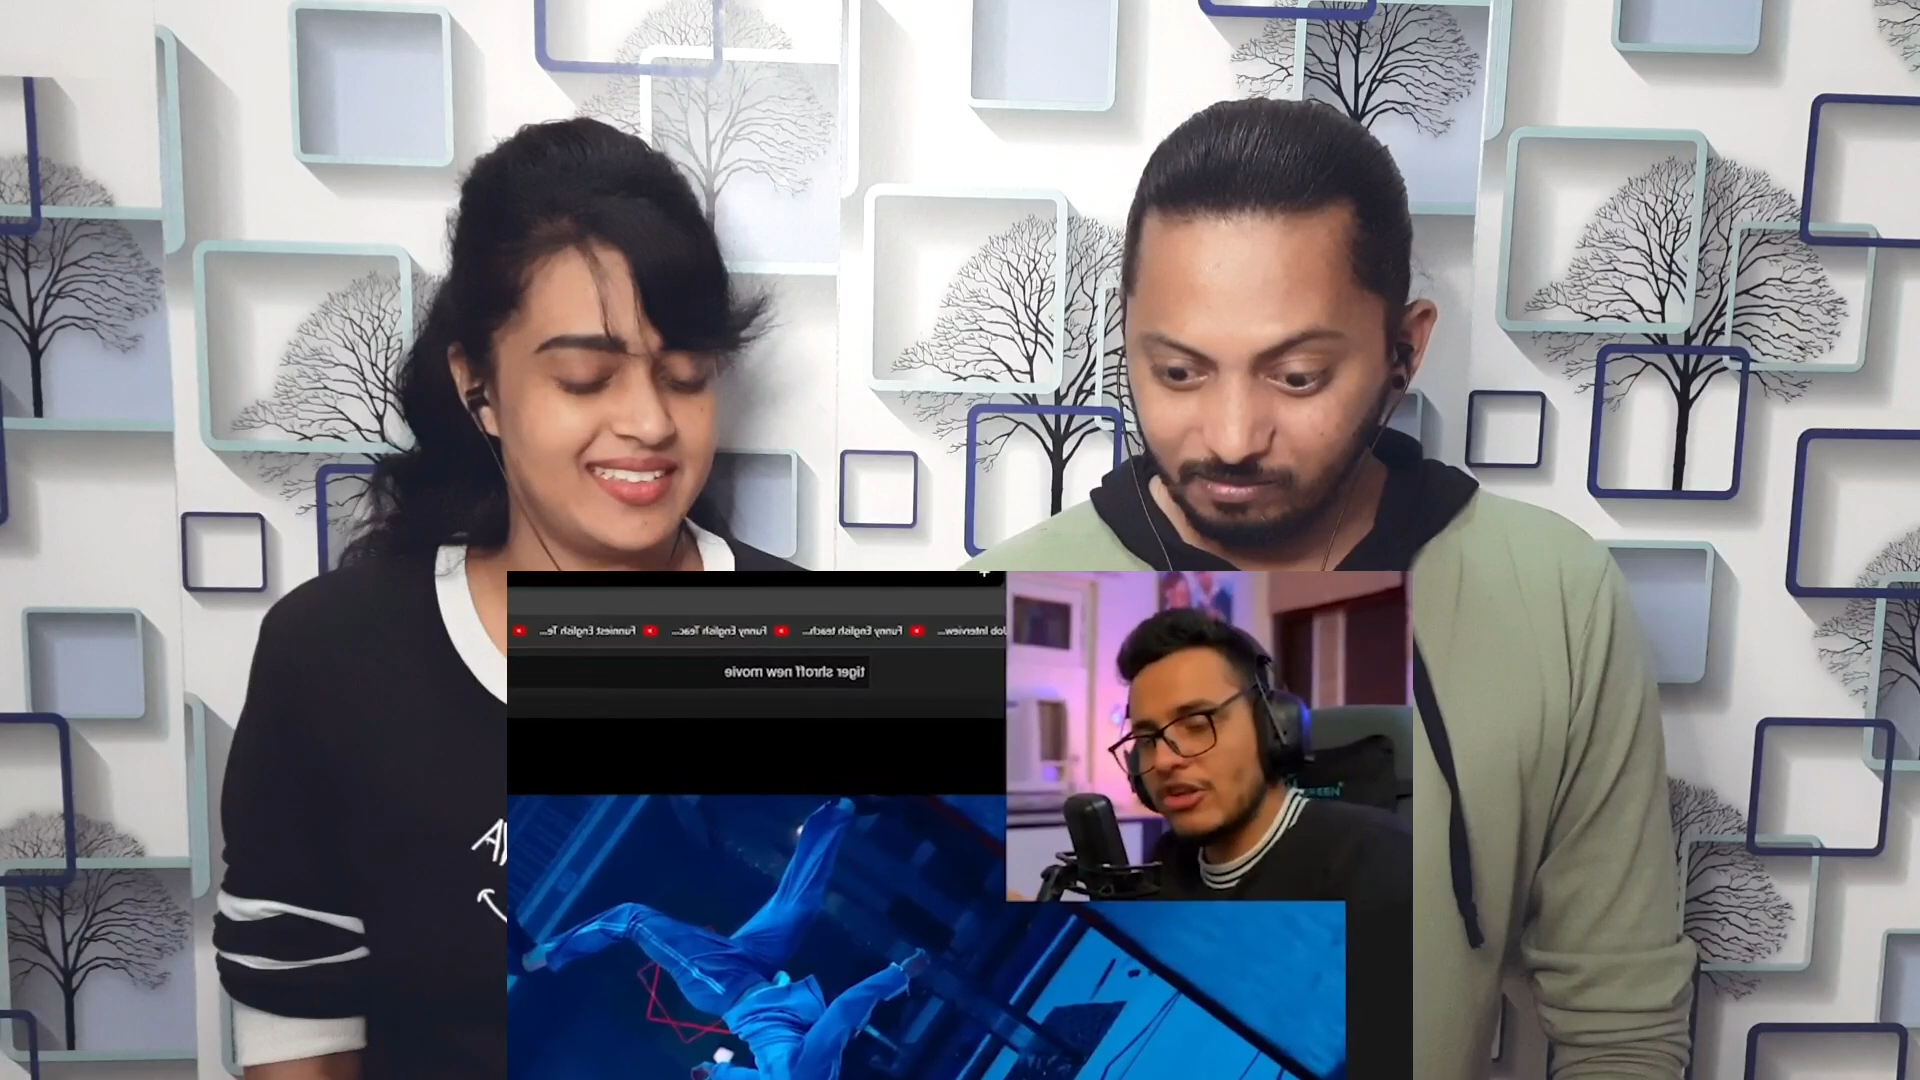 Job Interview...
Funny English teach...
Funny English Teac...
Funniest English Te...
tiger shroff new movie